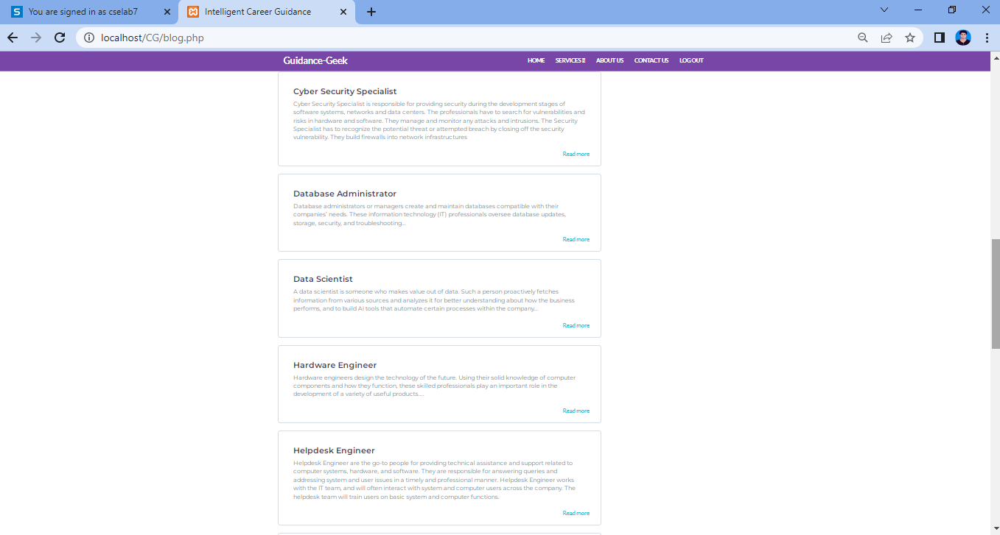 You are signed in as cselab7
Intelligent Career Guidance
localhost/CG/blog.php
Guidance-Geek
HOME
SERVICES
ABOUT US
CONTACT US
LOG OUT
Cyber Security Specialist
Cyber Security Specialist is responsible for providing security during the development stages of
software systems, networks and data centers. The professionals have to search for vulnerabilities and
risks in hardware and software. They manage and monitor any attacks and intrusions. The Security
Specialist has to recognize the potential threat or attempted breach by closing off the security
vulnerability. They build firewalls into network infrastructures
Read more
Database Administrator
Database administrators or managers create and maintain databases compatible with their
companies' needs. These information technology (IT) professionals oversee database updates,
storage, security, and troubleshooting...
Read more
Data Scientist
A data scientist is someone who makes value out of data. Such a person proactively fetches
information from various sources and analyzes it for better understanding about how the business
performs, and to build AI tools that automate certain processes within the company...
Read more
Hardware Engineer
Hardware engineers design the technology of the future. Using their solid knowledge of computer
components and how they function, these skilled professionals play an important role in the
development of a variety of useful products....
Read more
Helpdesk Engineer
Helpdesk Engineer are the go-to people for providing technical assistance and support related to
computer systems, hardware, and software. They are responsible for answering queries and
addressing system and user issues in a timely and professional manner. Helpdesk Engineer works
with the IT team, and will often interact with system and computer users across the company. The
helpdesk team will train users on basic system and computer functions.
Read more